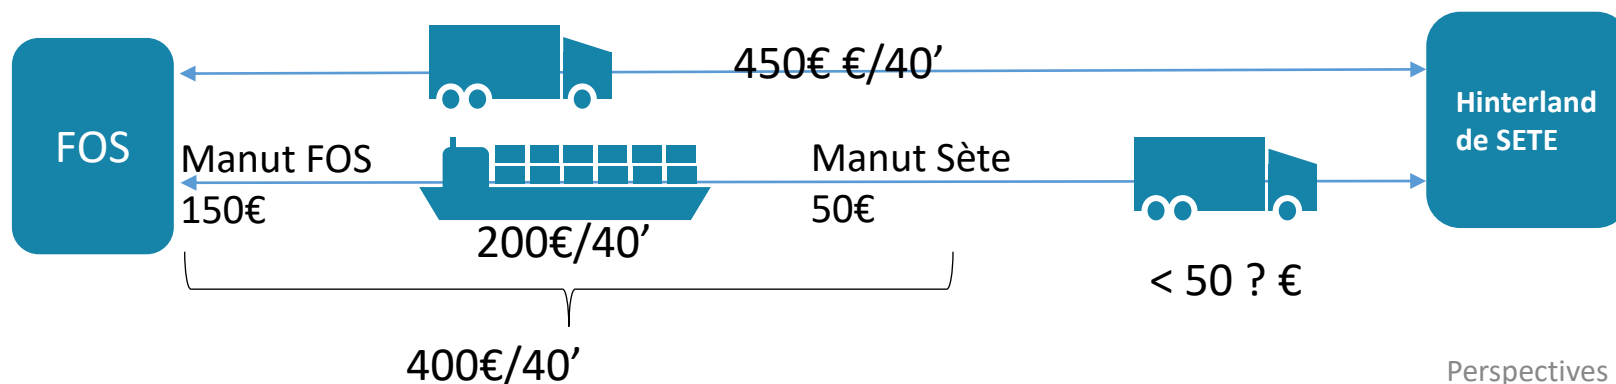 450€ €/40’
FOS
Hinterland
de SETE
Manut FOS
150€
Manut Sète
50€
200€/40’
< 50 ? €
400€/40’
Perspectives